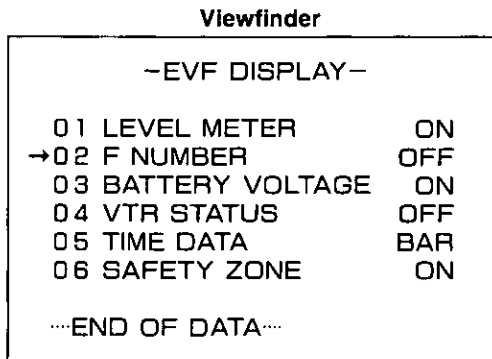 Viewfinder
-EVF DISPLAY-
01 LEVEL METER ON
→02 F NUMBER OFF
03 BATTERY VOLTAGE ON
04 VTR STATUS OFF
05 TIME DATA BAR
06 SAFETY ZONE ON
····END OF DATA····